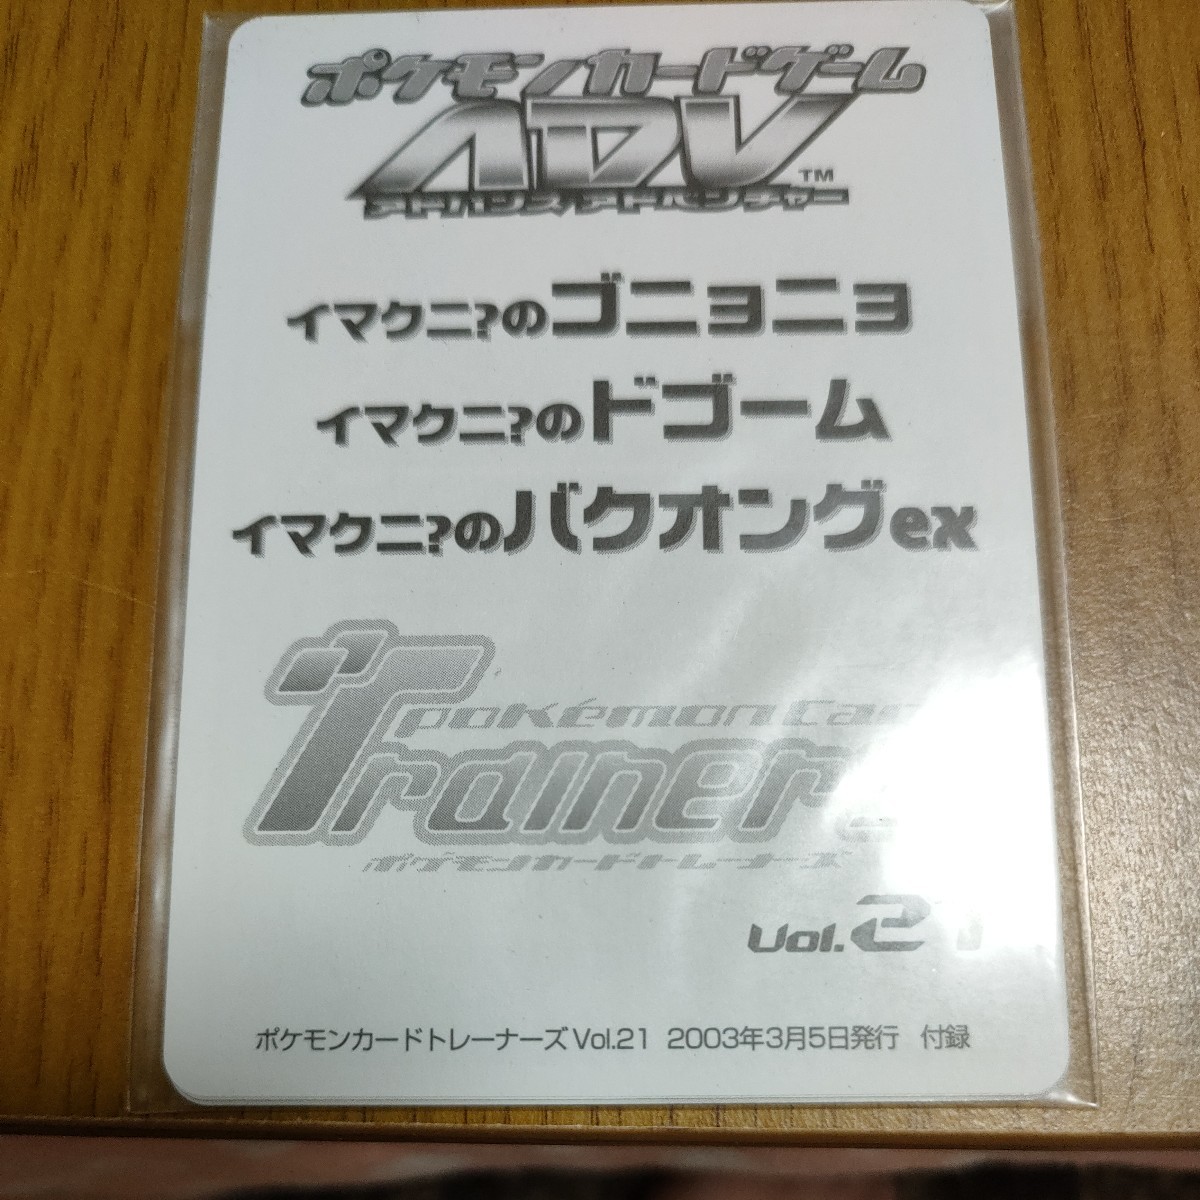 ポケモンカードゲーム
ADV™
アドバンスアドベンチャー
イマクニ?のゴニョニョ
イマクニ?のドゴーム
イマクニ?のバクオングex
pokémon Car
Trainers
ポケモンカードトレーナーズ
Vol.21
ポケモンカードトレーナーズVol.21 2003年3月5日発行 付録